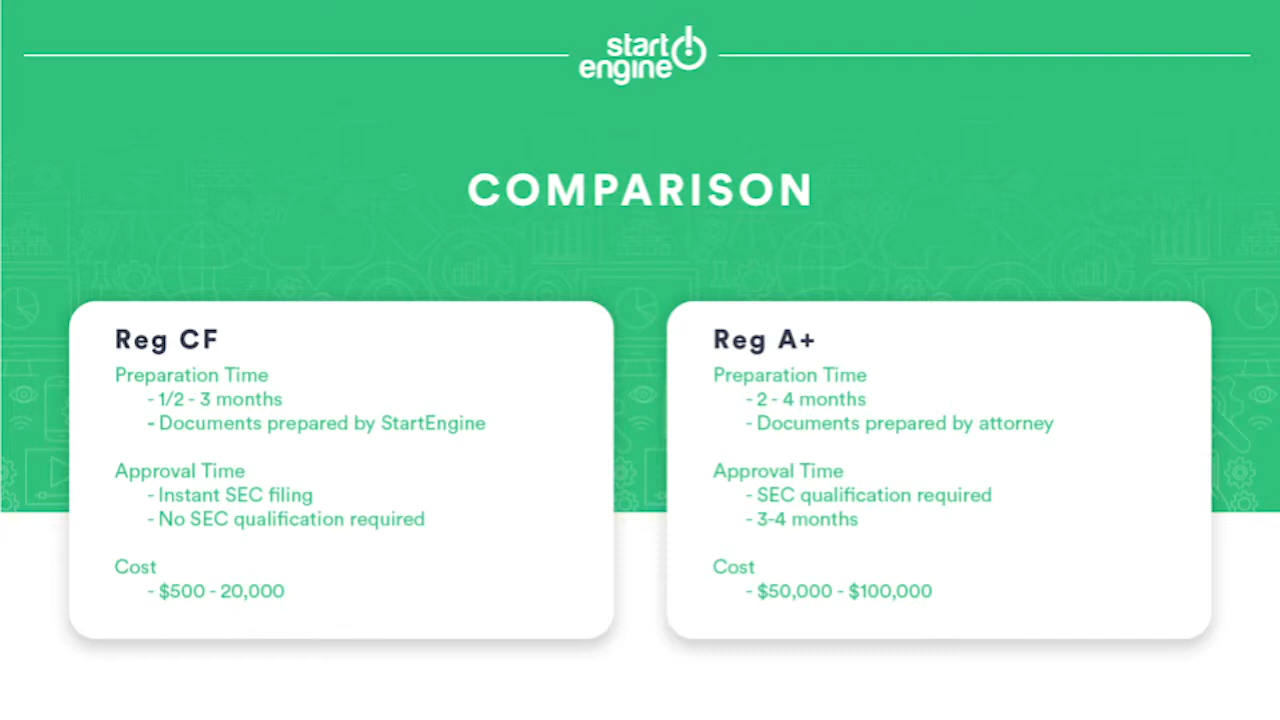 start
engine
COMPARISON
Reg CF
Preparation Time
- 1/2 - 3 months
- Documents prepared by StartEngine
Approval Time
- Instant SEC filing
- No SEC qualification required
Cost
- $500 - 20,000
Reg A+
Preparation Time
- 2 - 4 months
- Documents prepared by attorney
Approval Time
- SEC qualification required
- 3-4 months
Cost
- $50,000 - $100,000